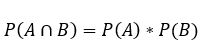 P(A ∩ B) = P(A) * P(B)